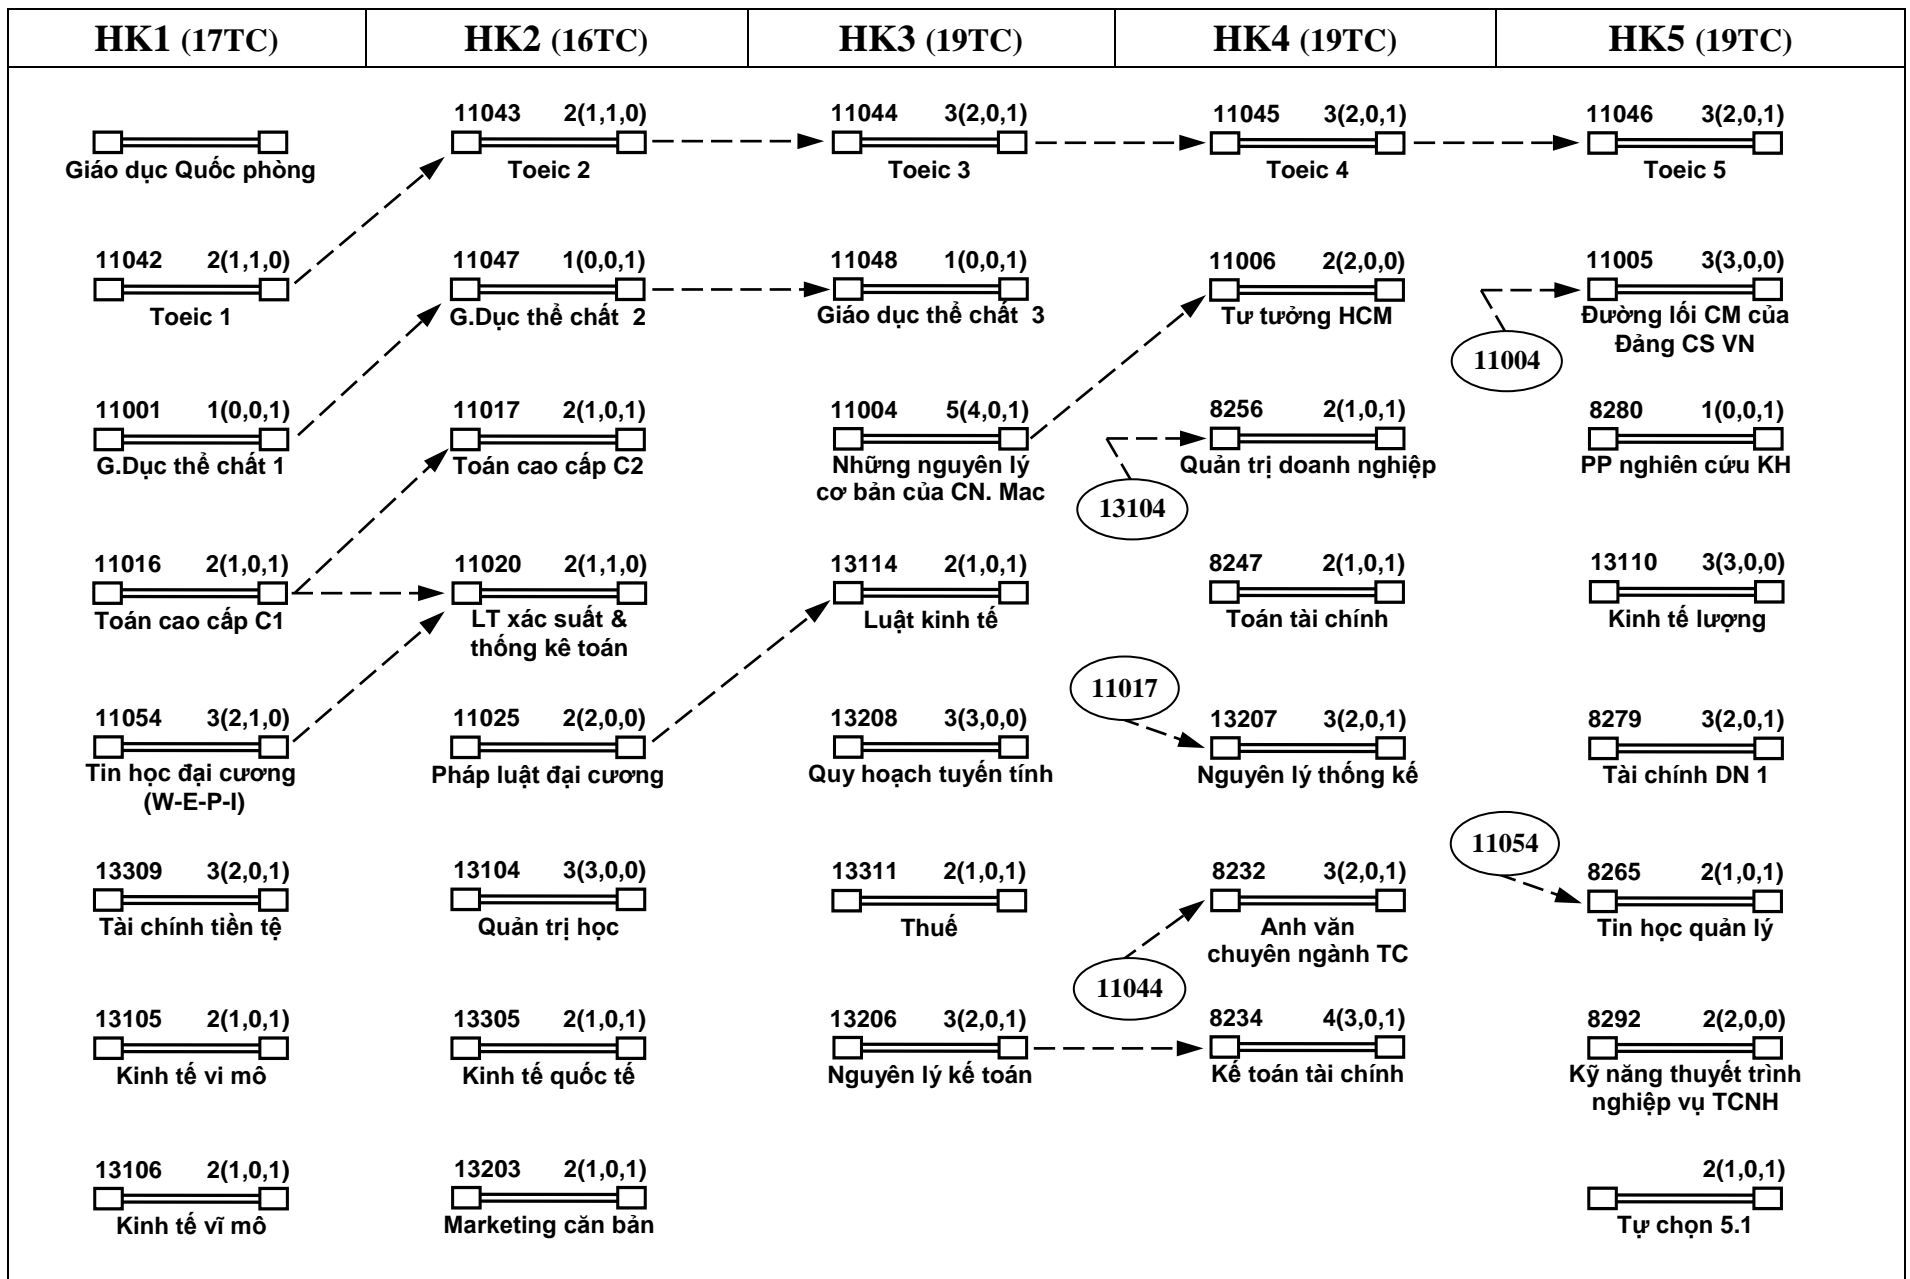 HK1 (17TC)
HK2 (16TC)
HK3 (19TC)
HK4 (19TC)
HK5 (19TC)
Giáo dục Quốc phòng
11043 2(1,1,0)
Toeic 2
11044 3(2,0,1)
Toeic 3
11045 3(2,0,1)
Toeic 4
11046 3(2,0,1)
Toeic 5
11042 2(1,1,0)
Toeic 1
11047 1(0,0,1)
G.Dục thể chất 2
11048 1(0,0,1)
Giáo dục thể chất 3
11006 2(2,0,0)
Tư tưởng HCM
11005 3(3,0,0)
Đường lối CM của
Đảng CS VN
11004
11001 1(0,0,1)
G.Dục thể chất 1
11017 2(1,0,1)
Toán cao cấp C2
11004 5(4,0,1)
Những nguyên lý
cơ bản của CN. Mac
8256 2(1,0,1)
Quản trị doanh nghiệp
13104
8280 1(0,0,1)
PP nghiên cứu KH
11016 2(1,0,1)
Toán cao cấp C1
11020 2(1,1,0)
LT xác suất &
thống kê toán
13114 2(1,0,1)
Luật kinh tế
8247 2(1,0,1)
Toán tài chính
13110 3(3,0,0)
Kinh tế lượng
11054 3(2,1,0)
Tin học đại cương
(W-E-P-I)
11025 2(2,0,0)
Pháp luật đại cương
13208 3(3,0,0)
Quy hoạch tuyến tính
11017
13207 3(2,0,1)
Nguyên lý thống kế
8279 3(2,0,1)
Tài chính DN 1
13309 3(2,0,1)
Tài chính tiền tệ
13104 3(3,0,0)
Quản trị học
13311 2(1,0,1)
Thuế
8232 3(2,0,1)
Anh văn
chuyên ngành TC
11044
11054
8265 2(1,0,1)
Tin học quản lý
13105 2(1,0,1)
Kinh tế vi mô
13305 2(1,0,1)
Kinh tế quốc tế
13206 3(2,0,1)
Nguyên lý kế toán
8234 4(3,0,1)
Kế toán tài chính
8292 2(2,0,0)
Kỹ năng thuyết trình
nghiệp vụ TCNH
13106 2(1,0,1)
Kinh tế vĩ mô
13203 2(1,0,1)
Marketing căn bản
2(1,0,1)
Tự chọn 5.1